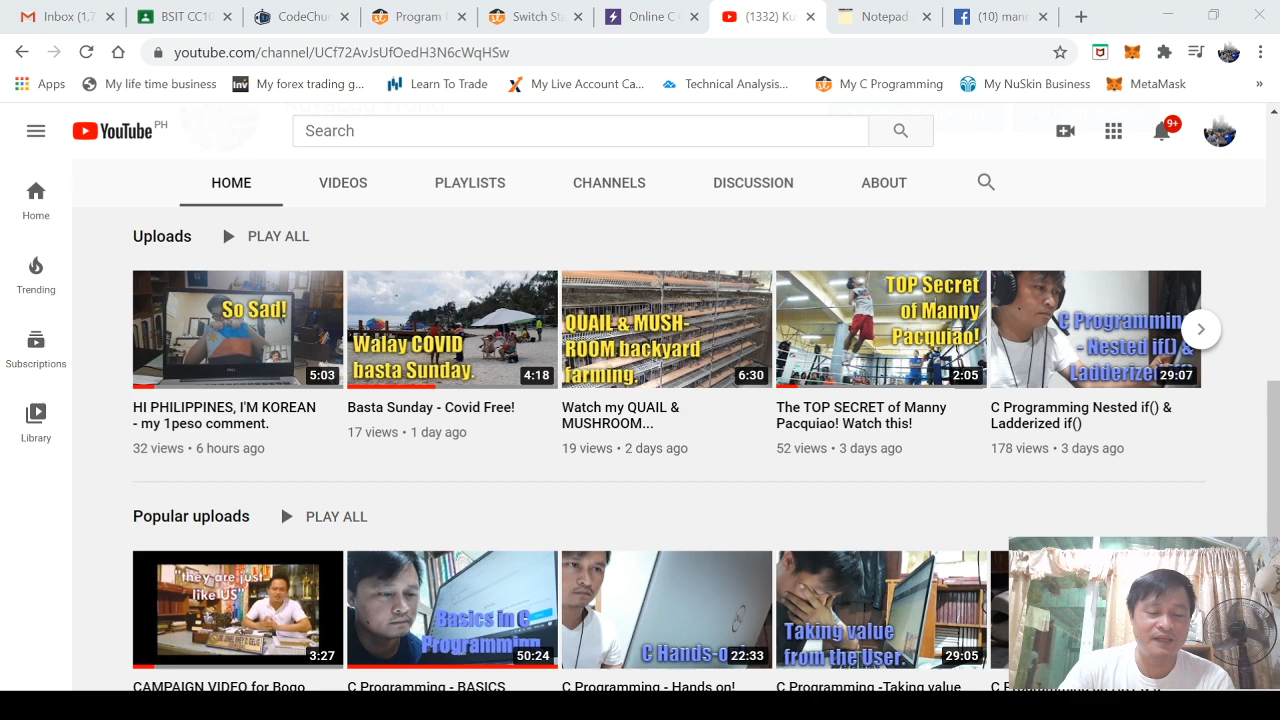 Inbox (1,7
BSIT CC10
CodeChun
Program f
Switch Sta
Online C C
(1332) Ku
Notepad
(10) mann
youtube.com/channel/UCf72AvJsUfOedH3N6cWqHSw
Apps
My life time business
My forex trading g...
Learn To Trade
My Live Account Ca...
Technical Analysis...
My C Programming
My NuSkin Business
MetaMask
YouTube PH
Search
9+
HOME
VIDEOS
PLAYLISTS
CHANNELS
DISCUSSION
ABOUT
Home
Trending
Subscriptions
Library
Uploads
PLAY ALL
So Sad!
5:03
Walay COVID
basta Sunday.
4:18
QUAIL & MUSH-
ROOM backyard
farming.
6:30
TOP Secret
of Manny
Pacquiao!
2:05
C Programming
- Nested if() &
Ladderized if()
29:07
HI PHILIPPINES, I'M KOREAN
- my 1peso comment.
32 views • 6 hours ago
Basta Sunday - Covid Free!
17 views • 1 day ago
Watch my QUAIL &
MUSHROOM...
19 views • 2 days ago
The TOP SECRET of Manny
Pacquiao! Watch this!
52 views • 3 days ago
C Programming Nested if() &
Ladderized if()
178 views • 3 days ago
Popular uploads
PLAY ALL
"they are just
like US"
3:27
Basics in C
Programming
50:24
C Hands-o
22:33
Taking value
from the User.
29:05
CAMPAIGN VIDEO for Bogo
C Programming - BASICS
C Programming - Hands on!
C Programming -Taking value